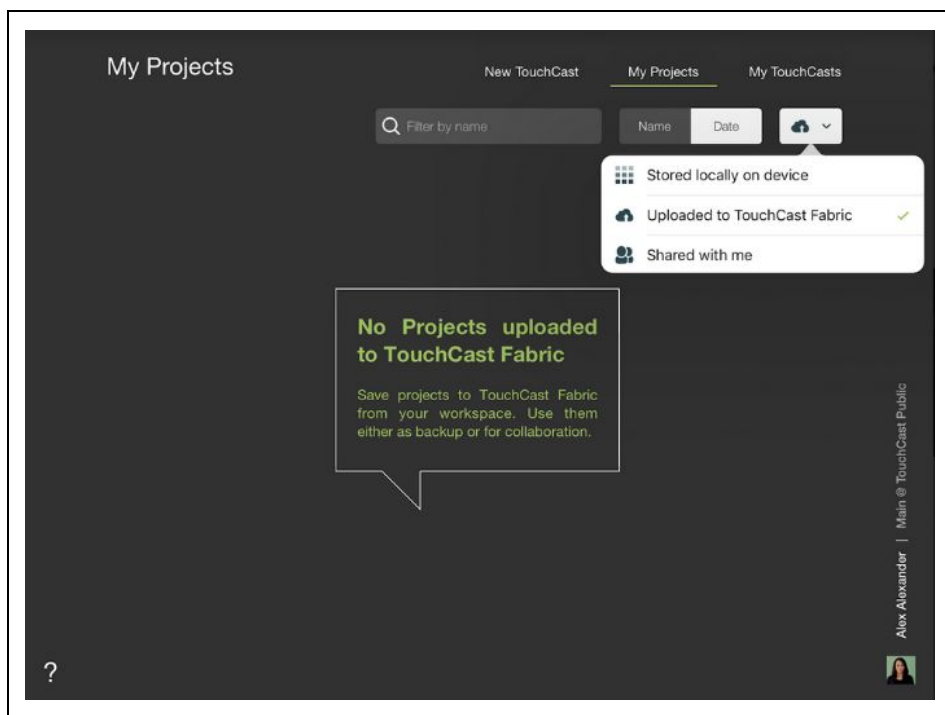 My Projects
New TouchCast My Projects My TouchCasts
Filter by name
Name Date
Stored locally on device
Uploaded to TouchCast Fabric
Shared with me
No Projects uploaded
to TouchCast Fabric
Save projects to TouchCast Fabric
from your workspace. Use them
either as backup or for collaboration.
Alex Alexander | Main @ TouchCast Public
?